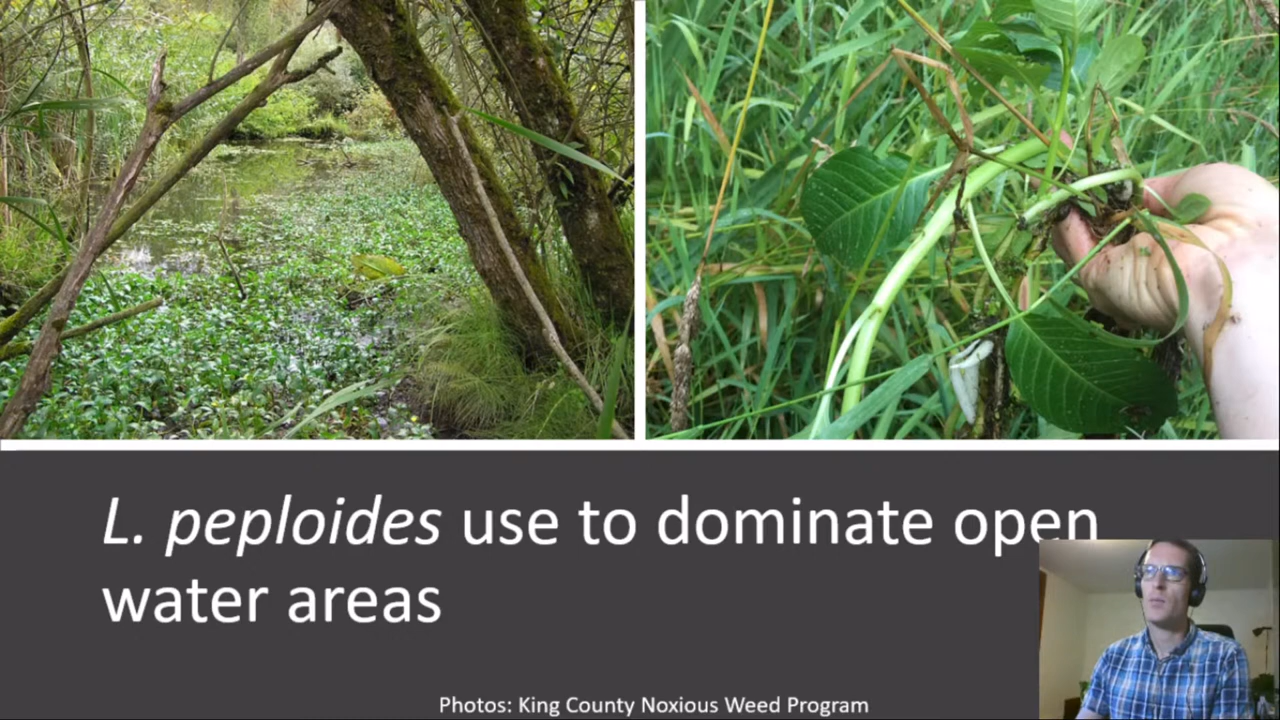 L. peploides use to dominate open
water areas
Photos: King County Noxious Weed Program